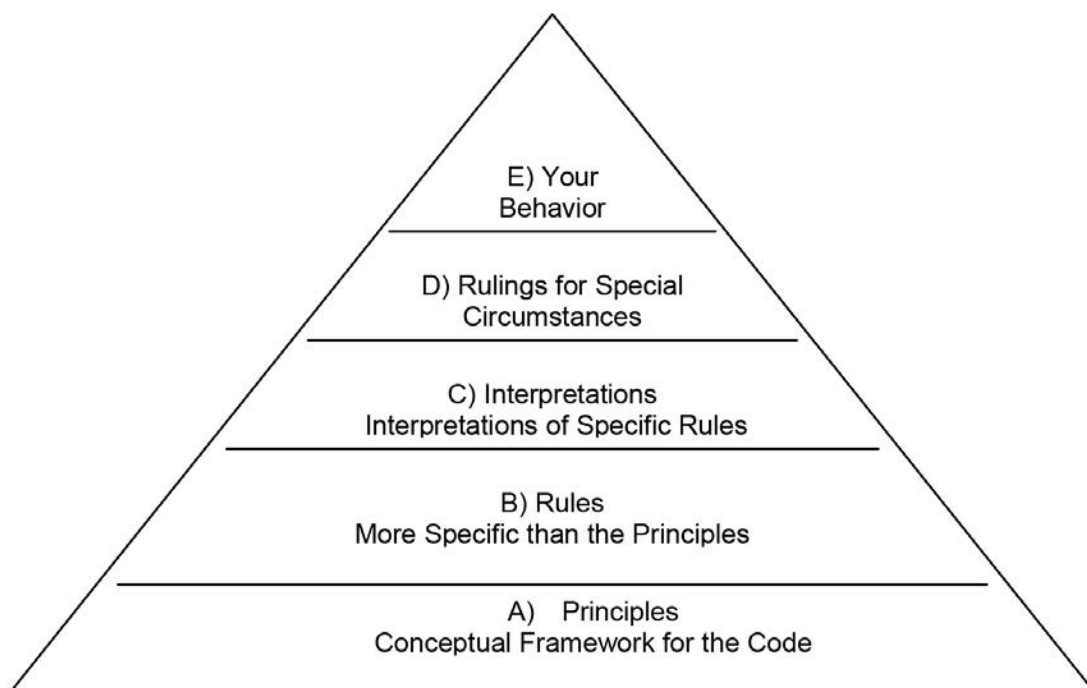 E) Your
Behavior
D) Rulings for Special
Circumstances
C) Interpretations
Interpretations of Specific Rules
B) Rules
More Specific than the Principles
A) Principles
Conceptual Framework for the Code